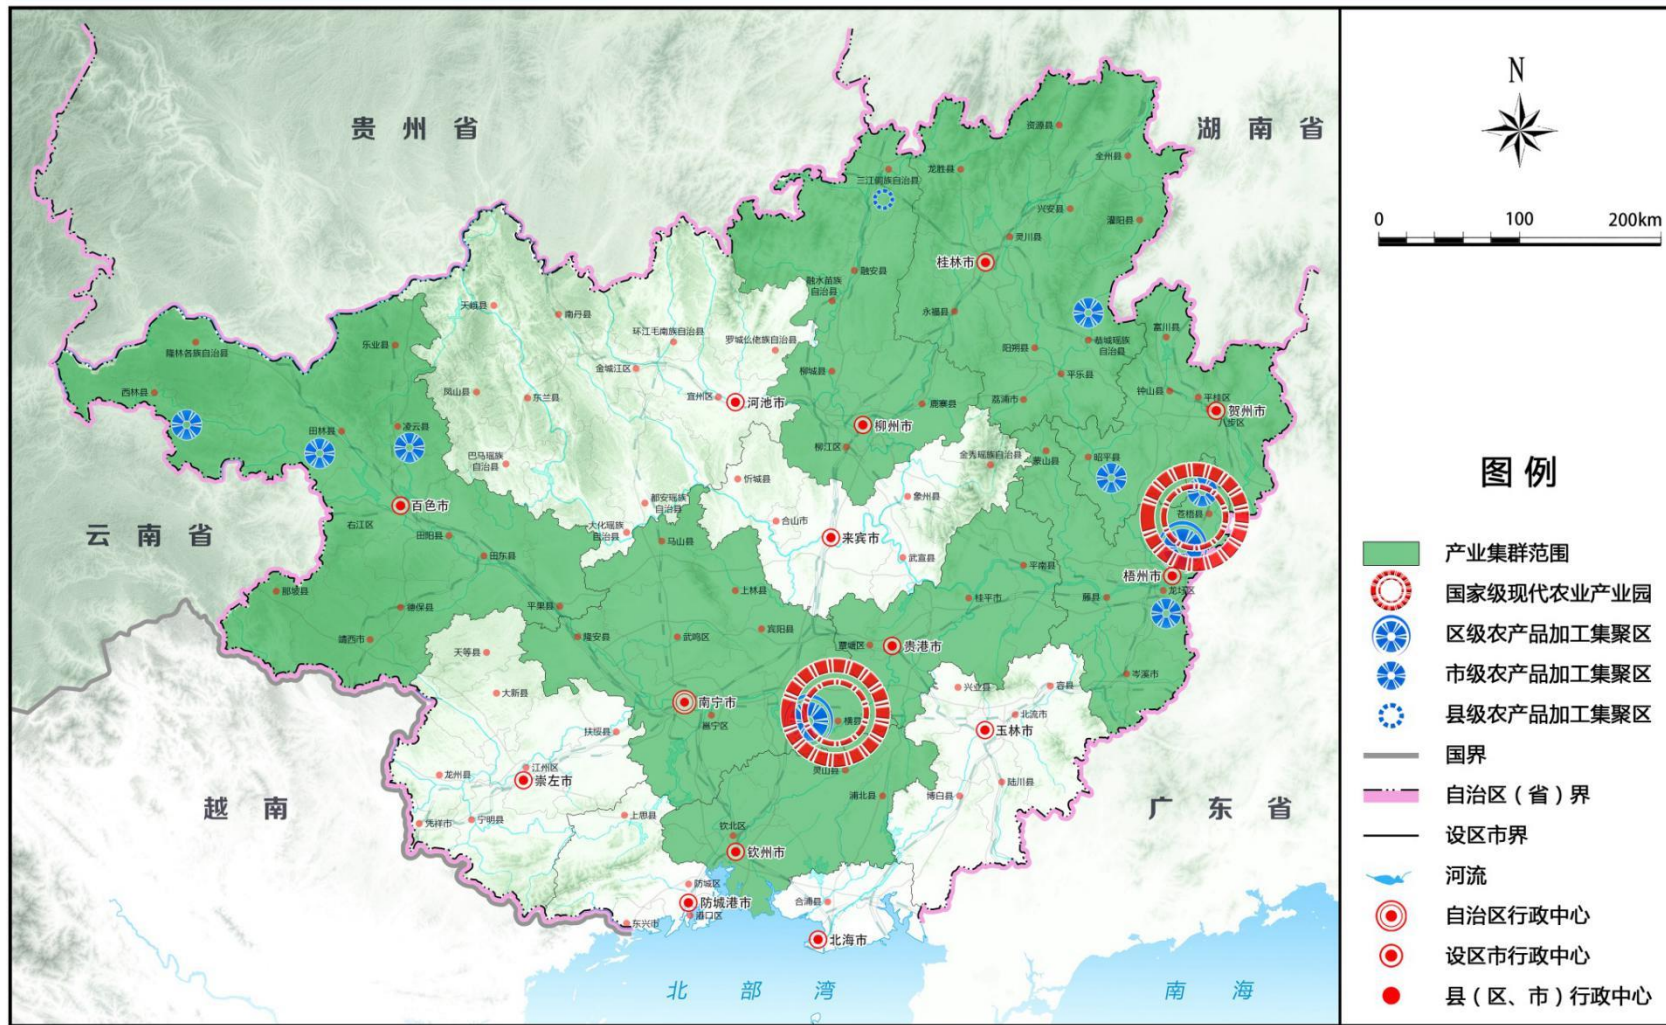 贵州省
湖南省
云南省
越南
广东省
北部湾
南海
资源县
全州县
三江侗族自治县
龙胜县
兴安县
灌阳县
灵川县
桂林市
融安县
融水苗族
自治县
永福县
天峨县
南丹县
环江毛南族自治县
罗城仫佬族自治县
富川县
恭城瑶族
自治县
阳朔县
隆林各族自治县
乐业县
金城江区
柳城县
平乐县
西林县
凤山县
东兰县
宜州区
河池市
鹿寨县
荔浦市
钟山县
平桂区
贺州市
八步区
田林县
凌云县
柳州市
柳江区
巴马瑶族
自治县
忻城县
金秀瑶族自治县
蒙山县
昭平县
百色市
右江区
都安瑶族
自治县
大化瑶族
自治县
象州县
合山市
来宾市
苍梧县
田阳县
田东县
马山县
武宣县
平南县
梧州市
龙圩区
那坡县
德保县
平果县
上林县
桂平市
藤县
靖西市
隆安县
武鸣区
宾阳县
覃塘区
贵港市
天等县
大新县
岑溪市
兴业县
容县
南宁市
邕宁区
横县
北流市
玉林市
扶绥县
江州区
龙州县
崇左市
灵山县
浦北县
博白县
陆川县
凭祥市
宁明县
上思县
钦北区
钦州市
防城区
防城港市
港口区
东兴市
合浦县
北海市
N
0 100 200km
图例
产业集群范围
国家级现代农业产业园
区级农产品加工集聚区
市级农产品加工集聚区
县级农产品加工集聚区
国界
自治区（省）界
设区市界
河流
自治区行政中心
设区市行政中心
县（区、市）行政中心